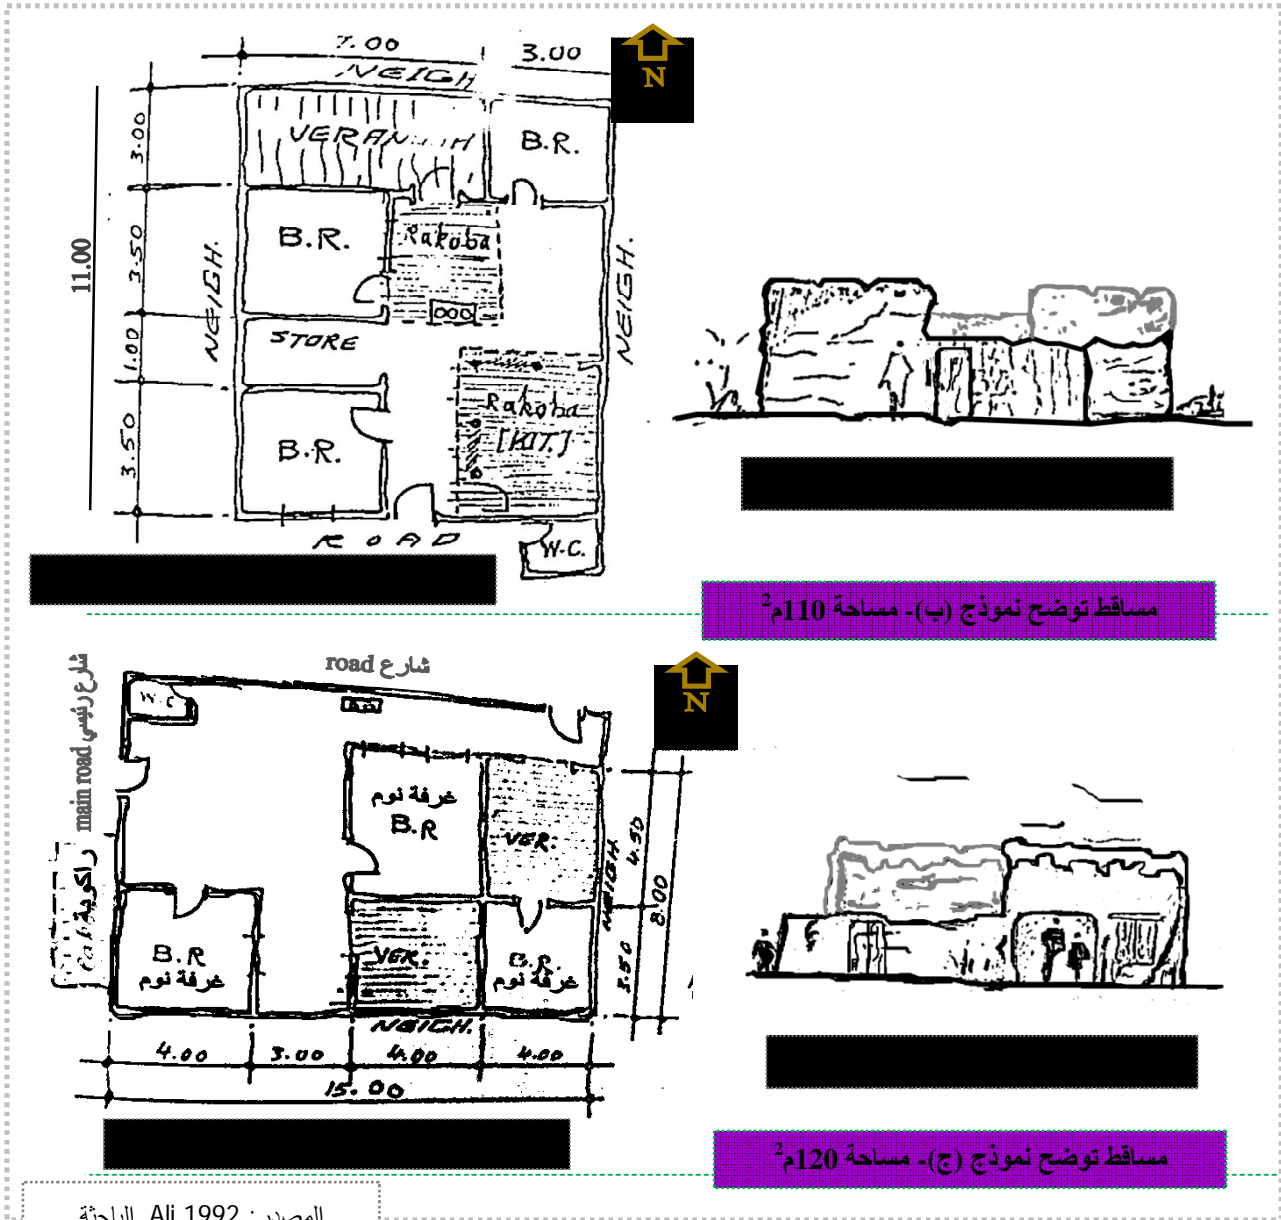 7.00
3.00
NEIGH
N
3.00
B.R.
B.R.
Rakoba
11.00
3.50
NEIGH.
NEIGH.
STORE
1.00
Rakoba
[KIT.]
3.50
B.R.
ROAD
W.C.
مساقط توضح نموذج (ب)- مساحة 110م2
شارع road
N
شارع رئيسي main road
W.C
غرفة نوم
B.R
VER.
راكوبة
NEIGH.
4.50
8.00
3.50
B.R
غرفة نوم
VER.
B.R.
غرفة نوم
NEIGH.
4.00
3.00
4.00
4.00
15.00
مساقط توضح نموذج (ج)- مساحة 120م2
المصدر : Ali 1992, الباحثة